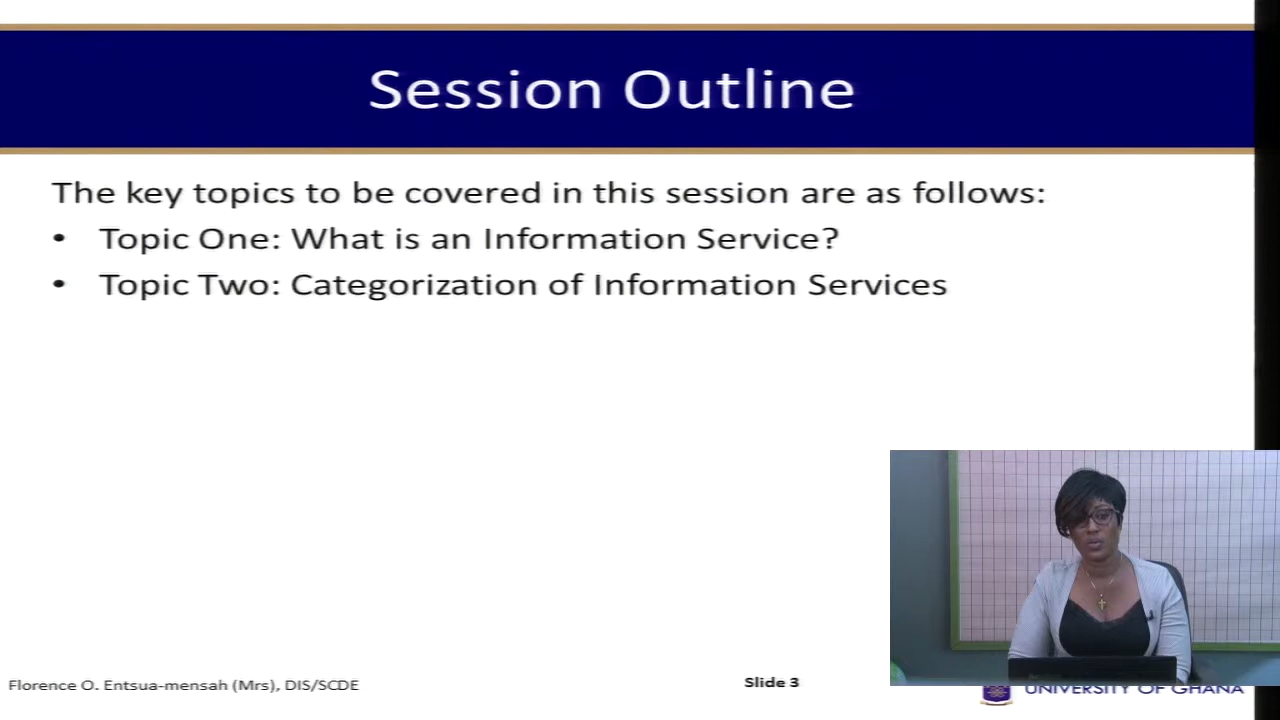 Session Outline
The key topics to be covered in this session are as follows:
• Topic One: What is an Information Service?
• Topic Two: Categorization of Information Services
Florence O. Entsua-mensah (Mrs), DIS/SCDE
Slide 3
UNIVERSITY OF GHANA